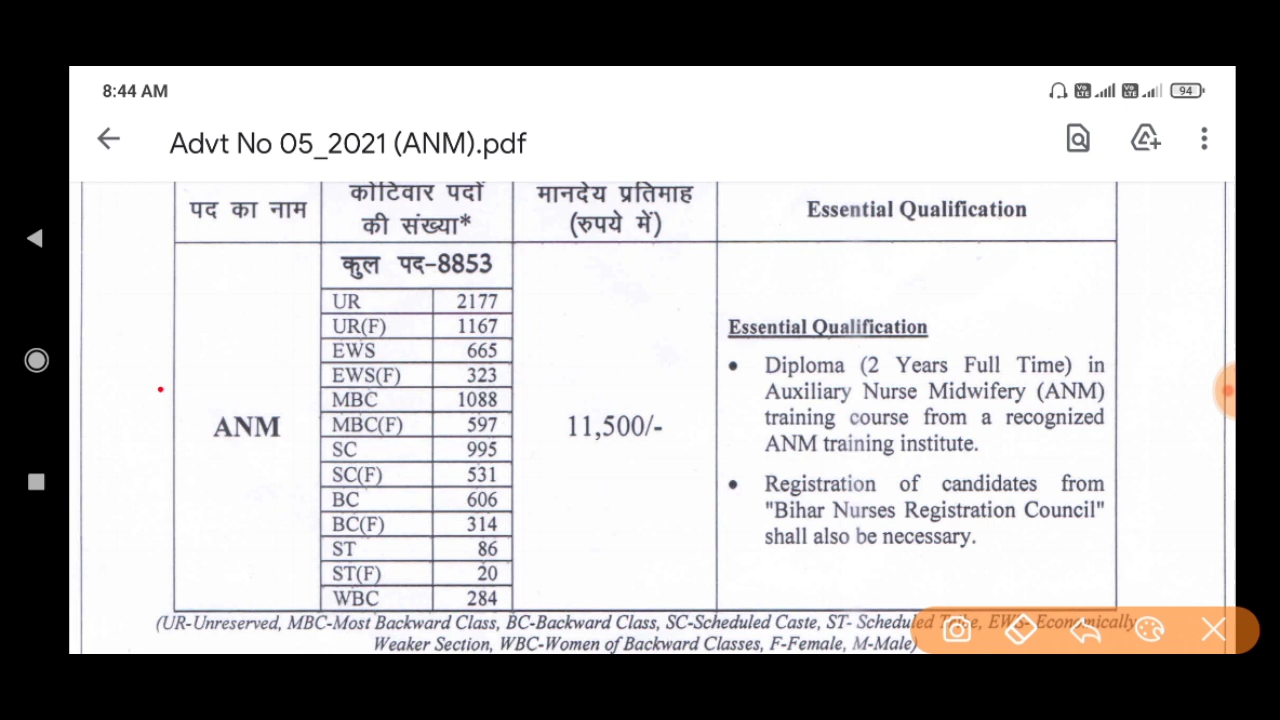 8:44 AM
94
Advt No 05_2021 (ANM).pdf
पद का नाम
कोटिवार पदों
की संख्या*
मानदेय प्रतिमाह
(रुपये में)
Essential Qualification
कुल पद-8853
UR 2177
UR(F) 1167
EWS 665
EWS(F) 323
MBC 1088
MBC(F) 597
SC 995
SC(F) 531
BC 606
BC(F) 314
ST 86
ST(F) 20
WBC 284
ANM
11,500/-
Essential Qualification
• Diploma (2 Years Full Time) in
Auxiliary Nurse Midwifery (ANM)
training course from a recognized
ANM training institute.
• Registration of candidates from
"Bihar Nurses Registration Council"
shall also be necessary.
(UR-Unreserved, MBC-Most Backward Class, BC-Backward Class, SC-Scheduled Caste, ST- Scheduled Tribe, EWS- Economically
Weaker Section, WBC-Women of Backward Classes, F-Female, M-Male)